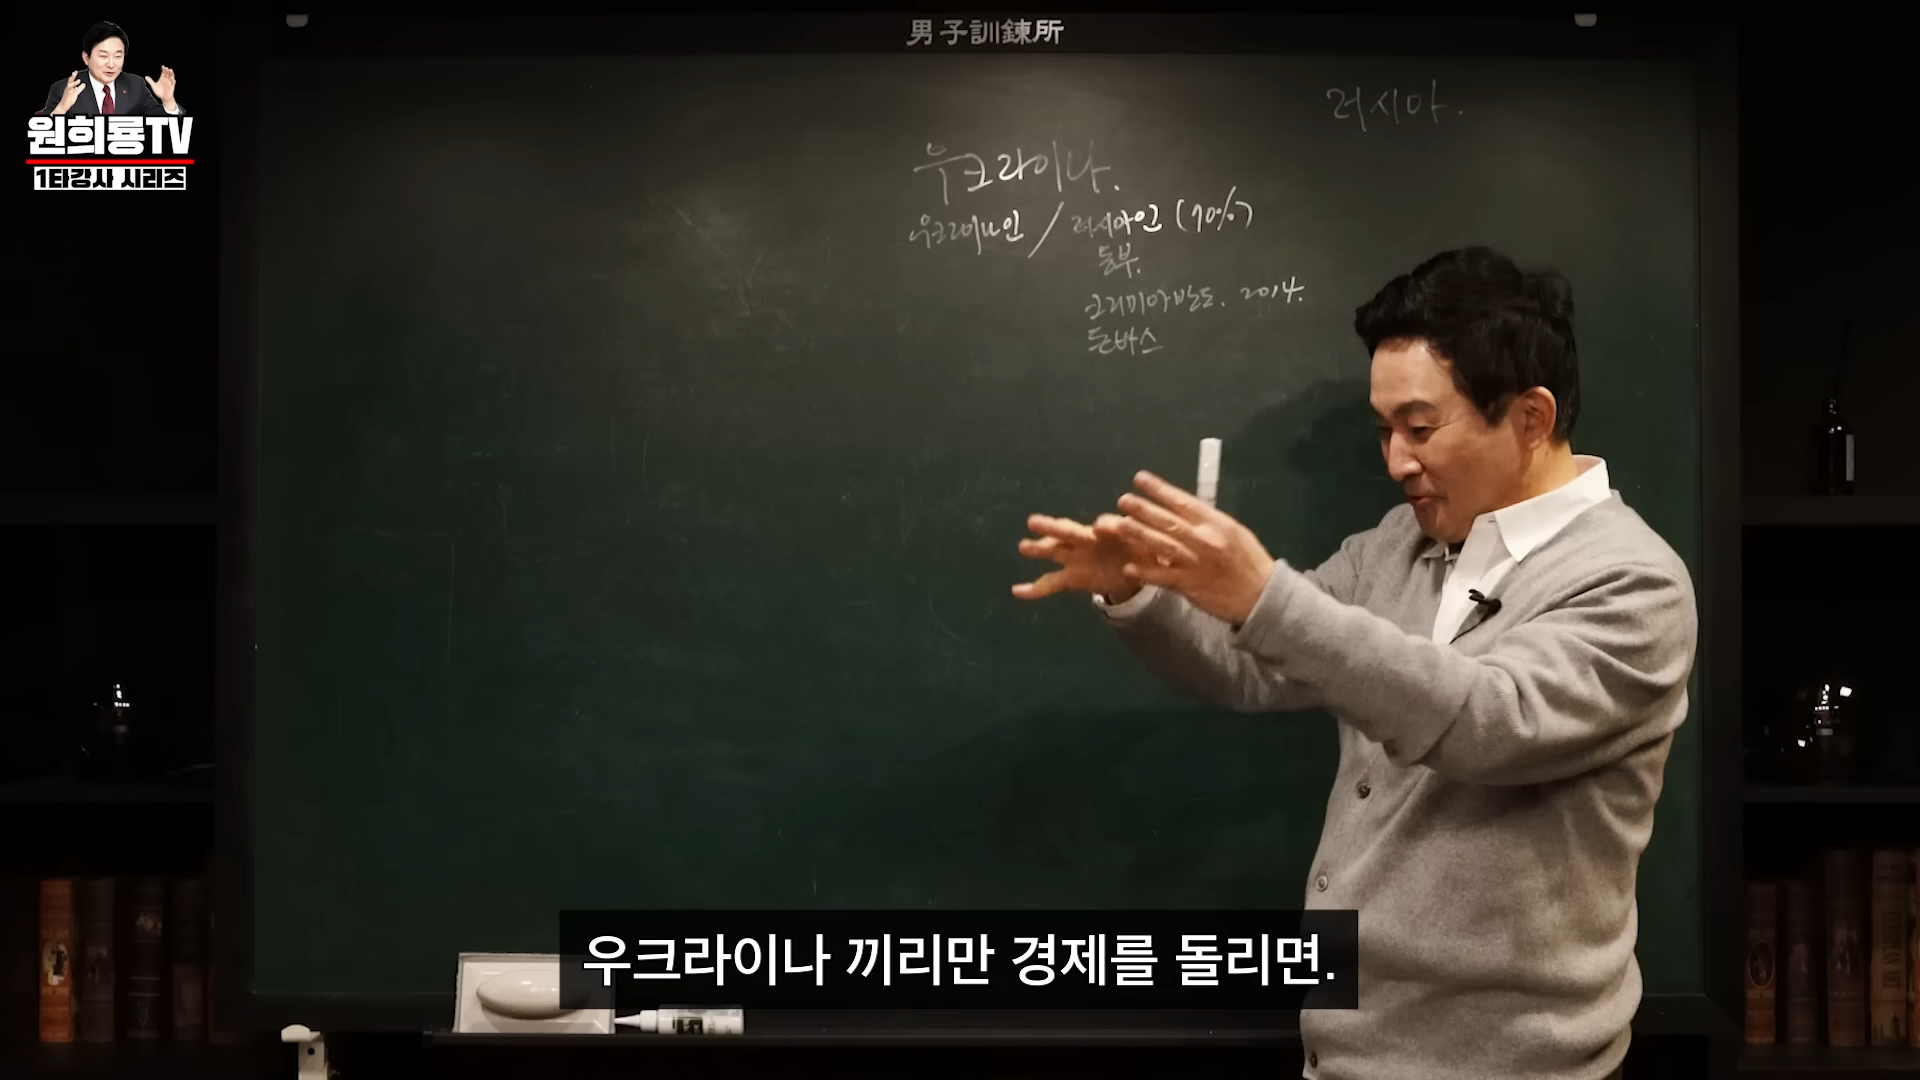 男子訓鍊所
원희룡TV
1타강사 시리즈
러시아.
우크라이나.
우크라이나인 / 러시아인 (70%)
동부.
크리미아반도. 2014.
돈바스
우크라이나 끼리만 경제를 돌리면.